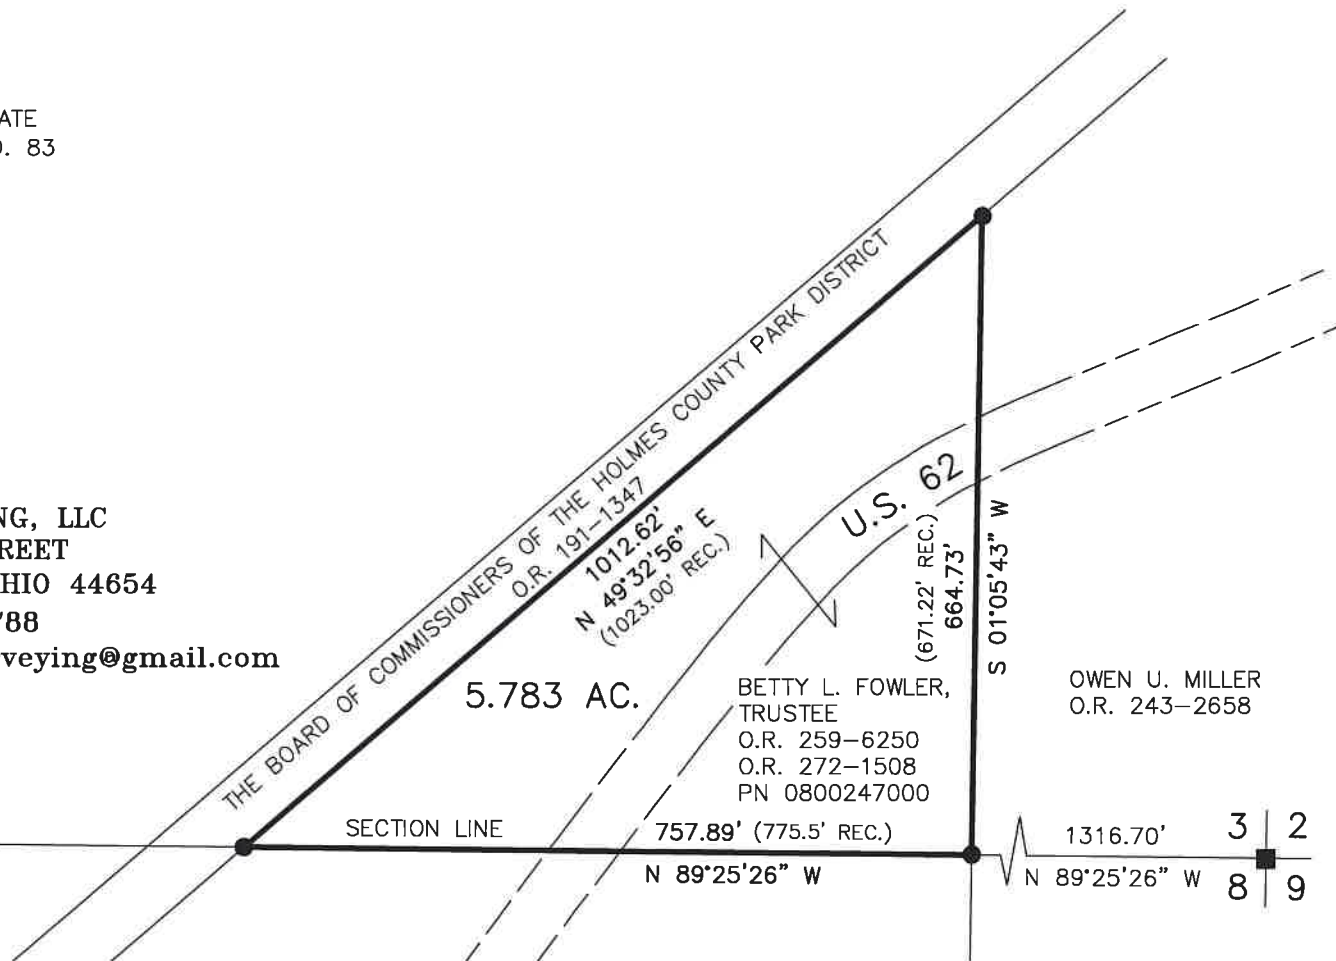 ATE
. 83
NG, LLC
REET
HIO 44654
788
veying@gmail.com
THE BOARD OF COMMISSIONERS OF THE HOLMES COUNTY PARK DISTRICT
O.R. 191-1347
1012.62'
N 49°32'56" E
(1023.00' REC.)
U.S. 62
(671.22' REC.)
664.73'
S 01°05'43" W
5.783 AC.
BETTY L. FOWLER,
TRUSTEE
O.R. 259-6250
O.R. 272-1508
PN 0800247000
OWEN U. MILLER
O.R. 243-2658
SECTION LINE
757.89' (775.5' REC.)
N 89°25'26" W
1316.70'
N 89°25'26" W
3 2
8 9